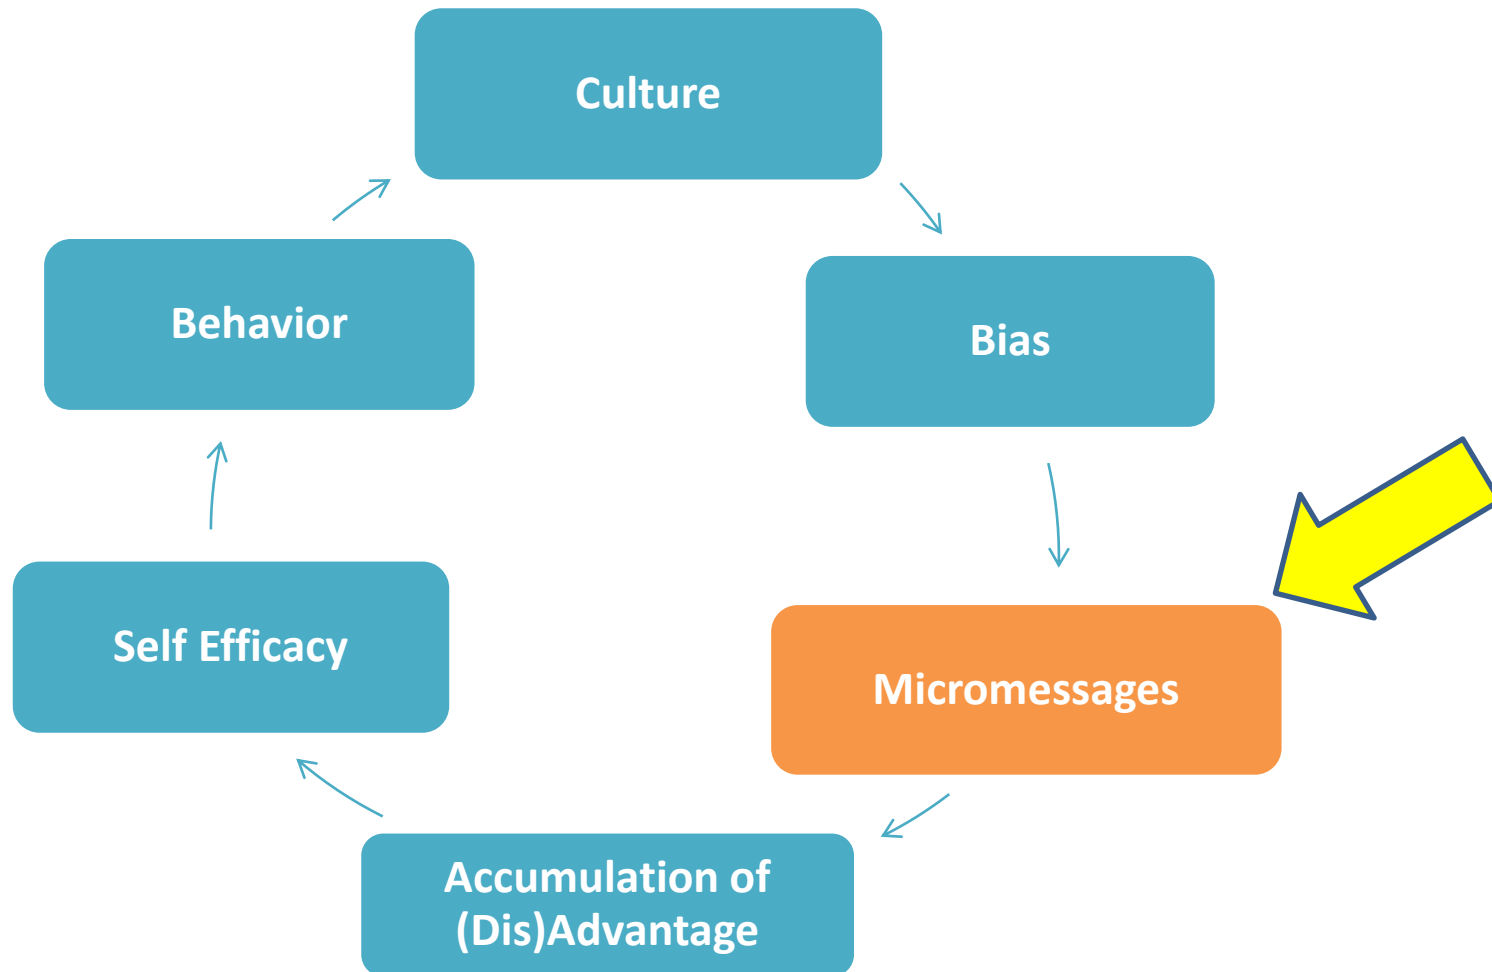 Culture
Bias
Micromessages
Accumulation of
(Dis)Advantage
Self Efficacy
Behavior